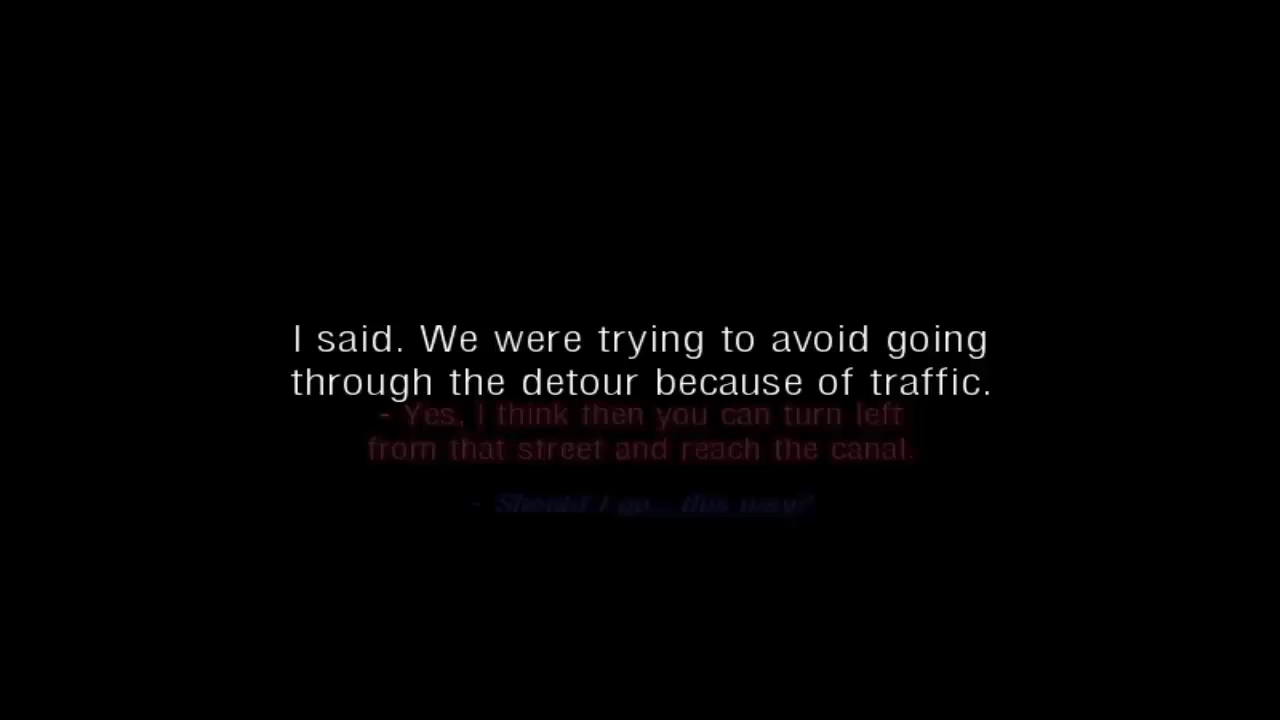 I said. We were trying to avoid going
through the detour because of traffic.
- Yes, I think then you can turn left
from that street and reach the canal.
- Should I go... this way?